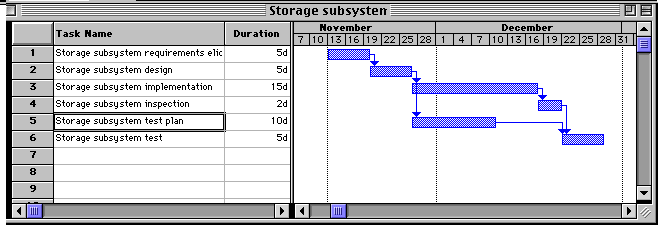 Storage subsystem
Task Name Duration November December
7 10 13 16 19 22 25 28 1 4 7 10 13 16 19 22 25 28 31
1 Storage subsystem requirements elic 5d
2 Storage subsystem design 5d
3 Storage subsystem implementation 15d
4 Storage subsystem inspection 2d
5 Storage subsystem test plan 10d
6 Storage subsystem test 5d
7
8
9